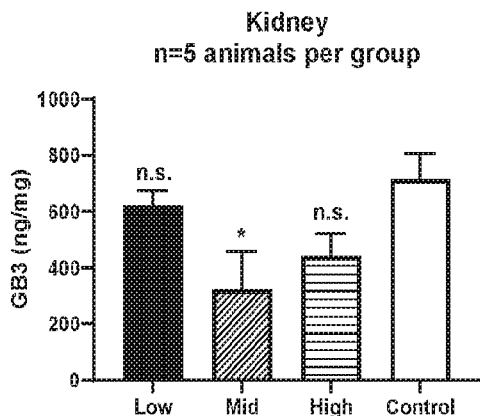 Kidney
n=5 animals per group
GB3 (ng/mg)
1000
800
600
400
200
0
n.s.
*
n.s.
Low Mid High Control